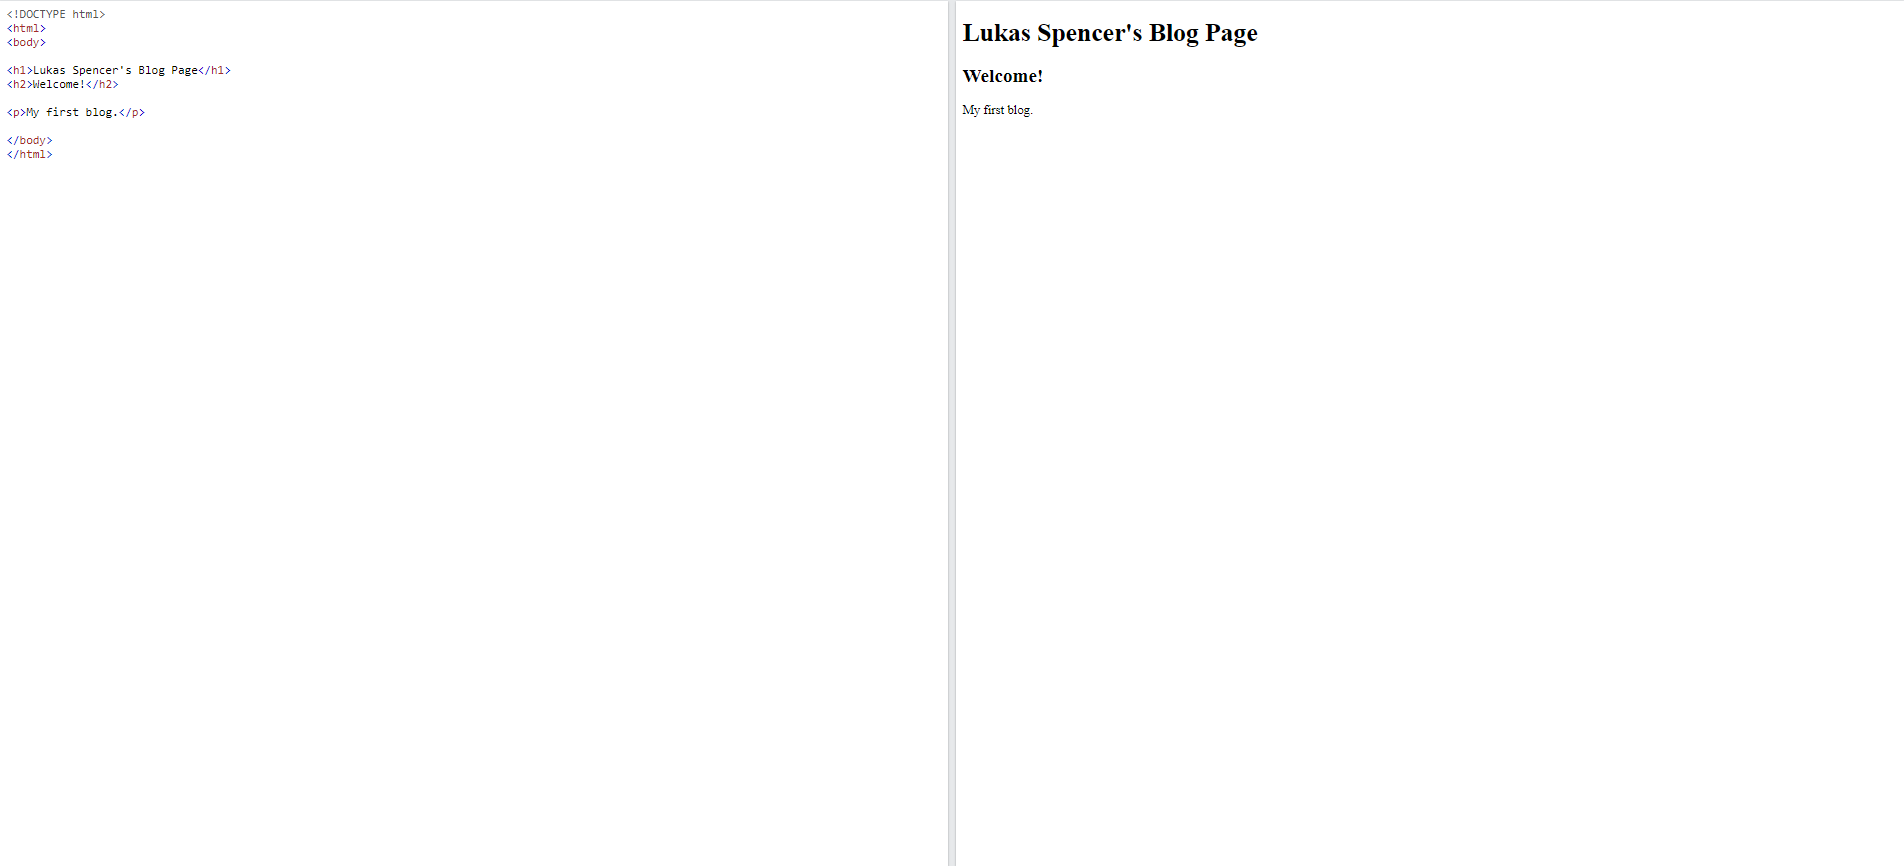 <!DOCTYPE html>
<html>
<body>
<h1>Lukas Spencer's Blog Page</h1>
<h2>Welcome!</h2>
<p>My first blog.</p>
</body>
</html>
Lukas Spencer's Blog Page
Welcome!
My first blog.